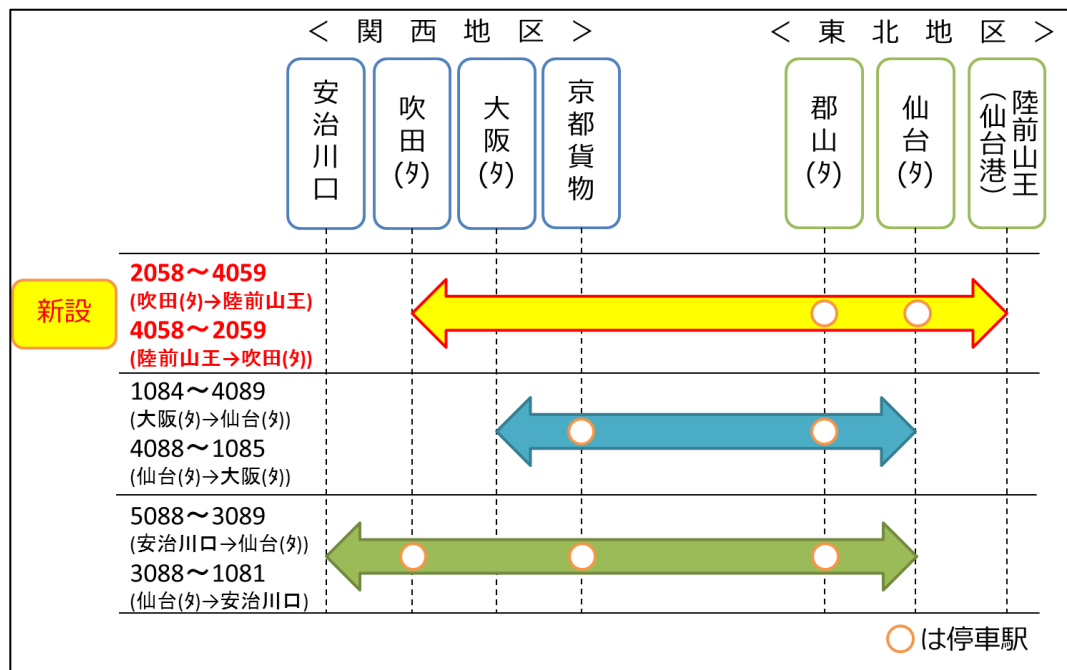 ＜関西地区＞
＜東北地区＞
安治川口
吹田(ﾀ)
大阪(ﾀ)
京都貨物
郡山(ﾀ)
仙台(ﾀ)
陸前山王
(仙台港)
新設
2058～4059
(吹田(ﾀ)→陸前山王)
4058～2059
(陸前山王→吹田(ﾀ))
1084～4089
(大阪(ﾀ)→仙台(ﾀ))
4088～1085
(仙台(ﾀ)→大阪(ﾀ))
5088～3089
(安治川口→仙台(ﾀ))
3088～1081
(仙台(ﾀ)→安治川口)
は停車駅